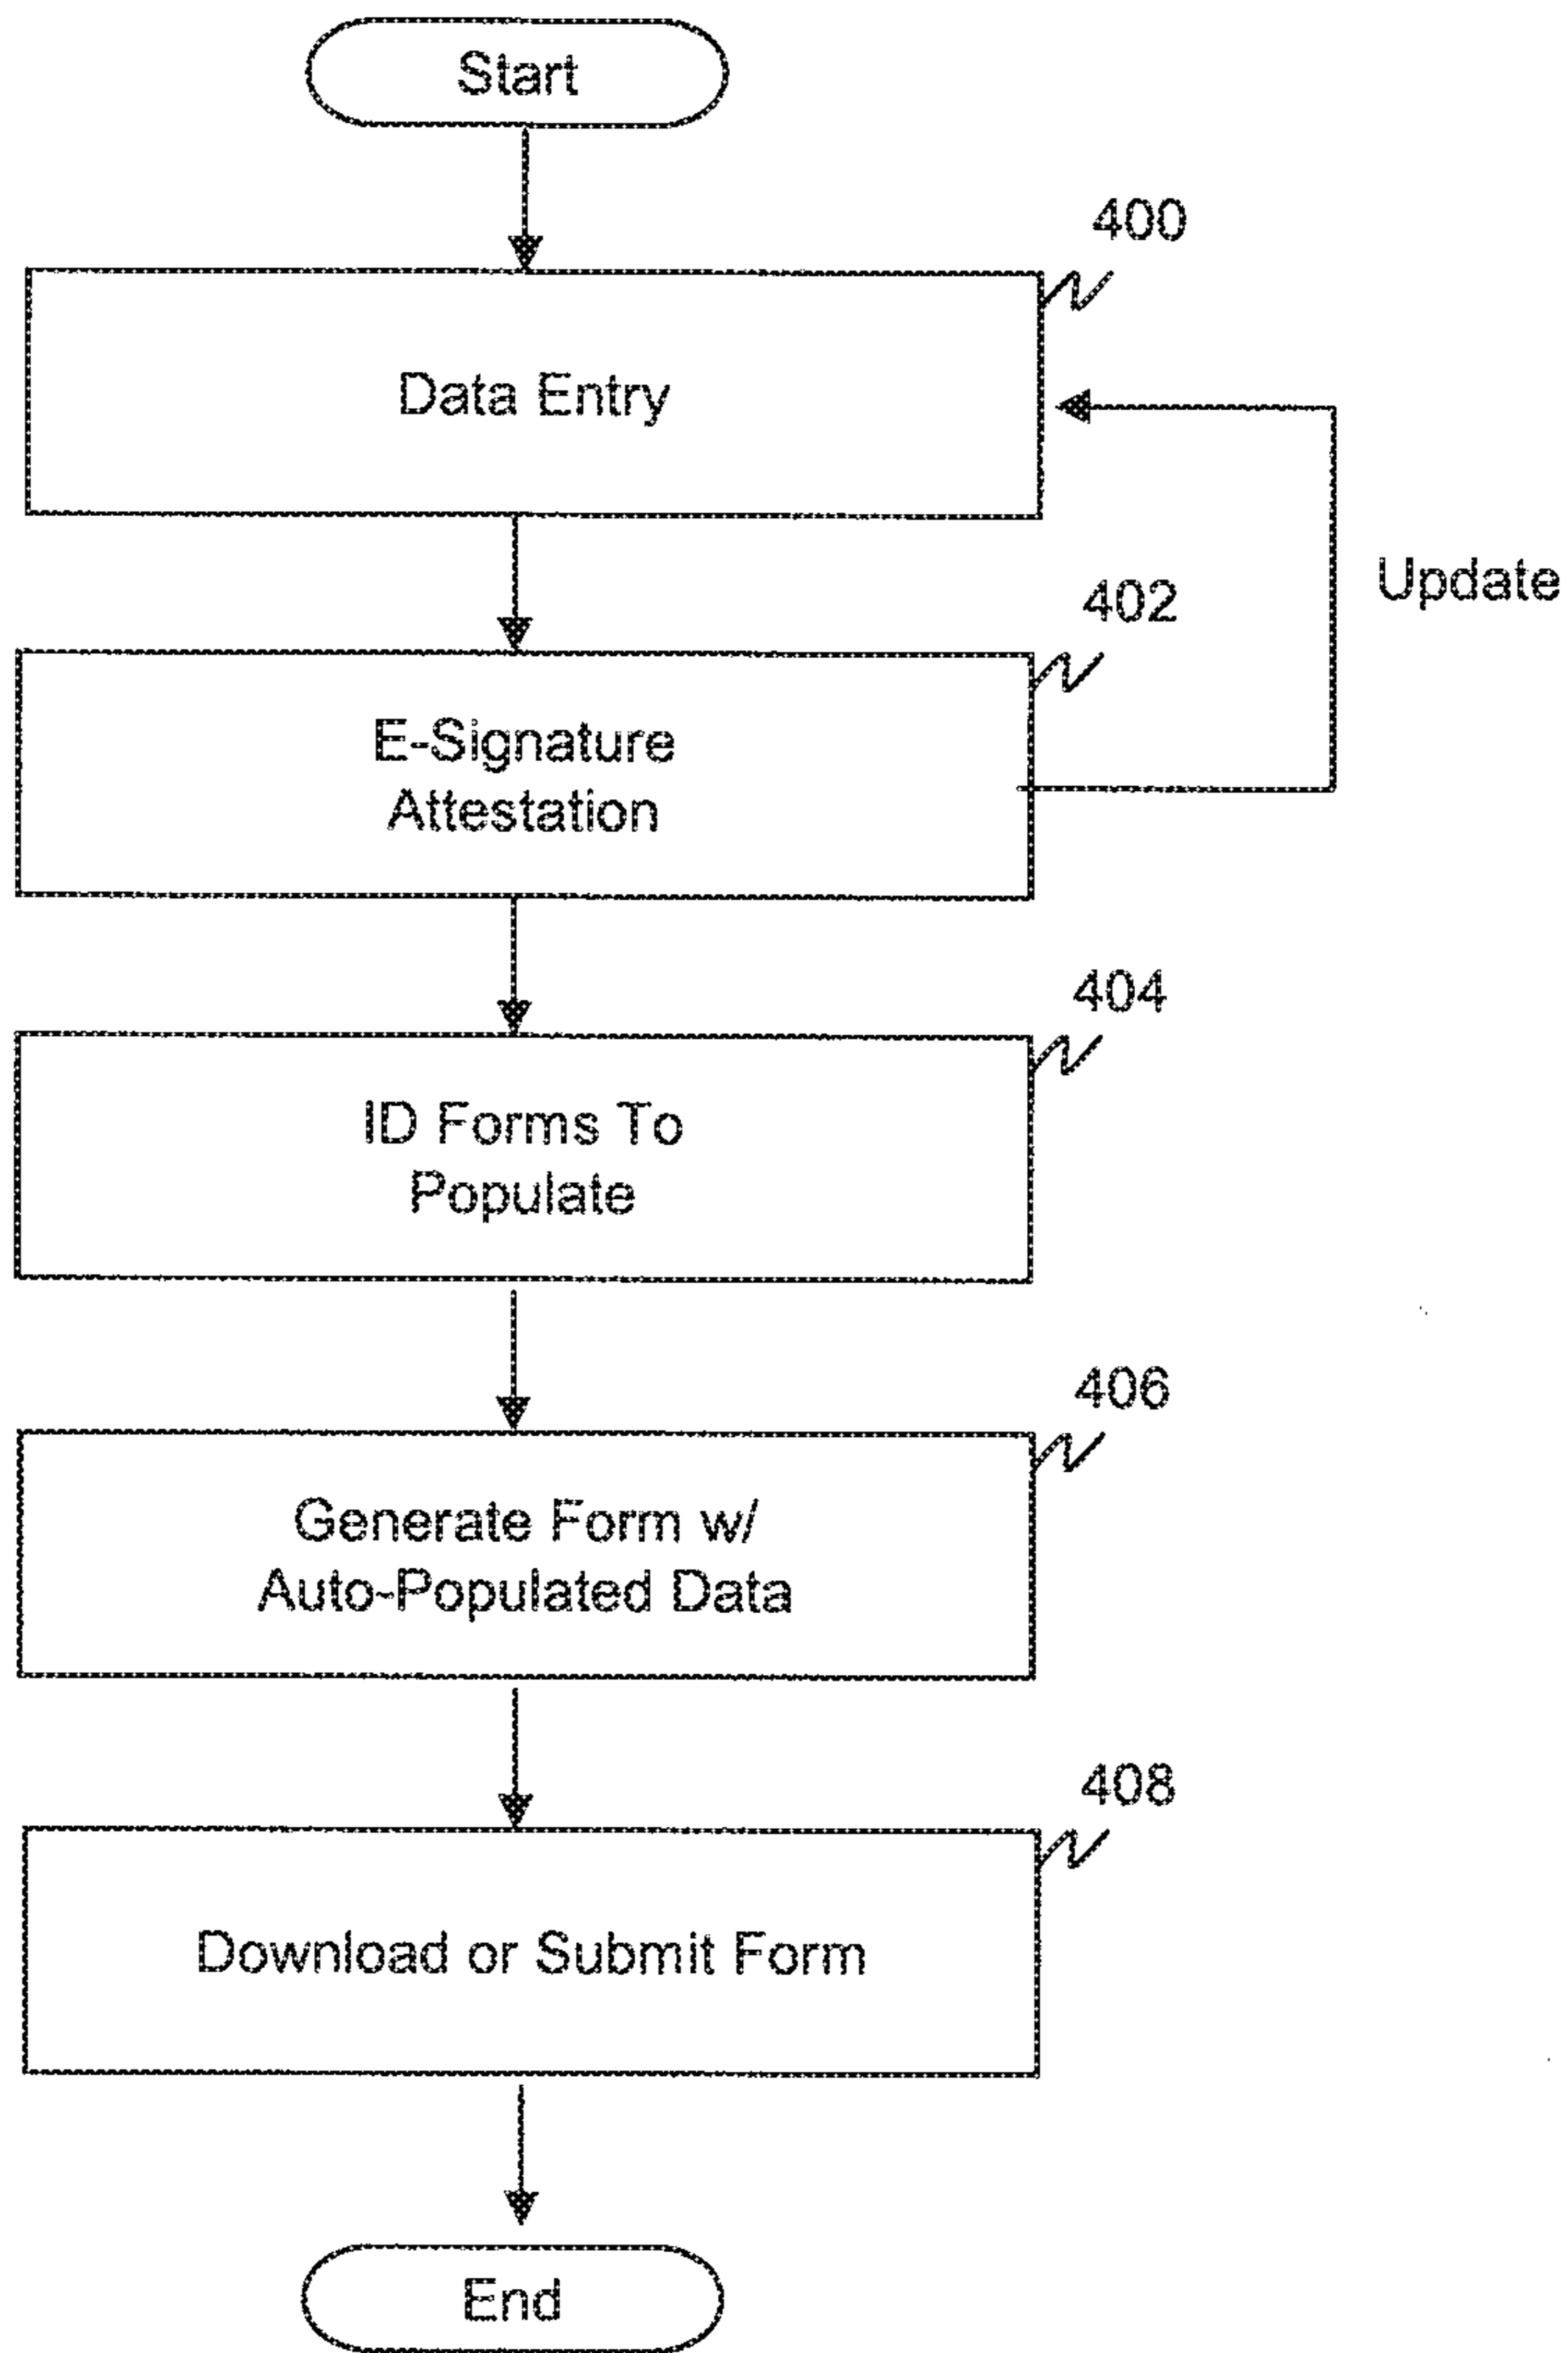 Start
400
Data Entry
Update
402
E-Signature
Attestation
404
ID Forms To
Populate
406
Generate Form w/
Auto-Populated Data
408
Download or Submit Form
End